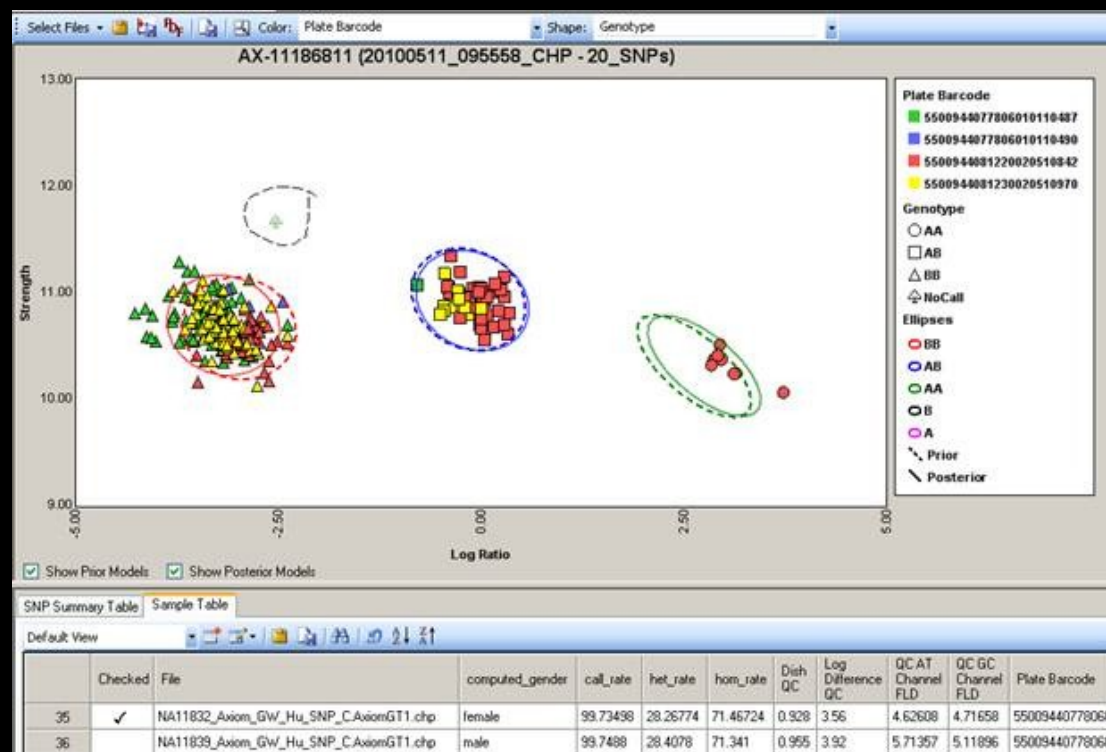 Select Files Color: Plate Barcode Shape: Genotype
AX-11186811 (20100511_095558_CHP - 20_SNPs)
13.00
12.00
11.00
10.00
9.00
Strength
-5.00 -2.50 0.00 2.50 5.00
Log Ratio
Plate Barcode
5500944077806010110487
5500944077806010110490
5500944081220020510842
5500944081230020510970
Genotype
AA
AB
BB
NoCall
Ellipses
BB
AB
AA
B
A
Prior
Posterior
Show Prior Models Show Posterior Models
SNP Summary Table Sample Table
Default View
Checked File computed_gender call_rate het_rate hom_rate Dish QC Log Difference QC QC AT Channel FLD QC GC Channel FLD Plate Barcode
35 ✓ NA11832_Axiom_GW_Hu_SNP_C.AxiomGT1.chp female 99.73498 28.26774 71.46724 0.928 3.56 4.62608 4.71658 5500944077806
36 NA11839_Axiom_GW_Hu_SNP_C.AxiomGT1.chp male 99.7488 28.4078 71.341 0.955 3.92 5.71357 5.11896 5500944077806